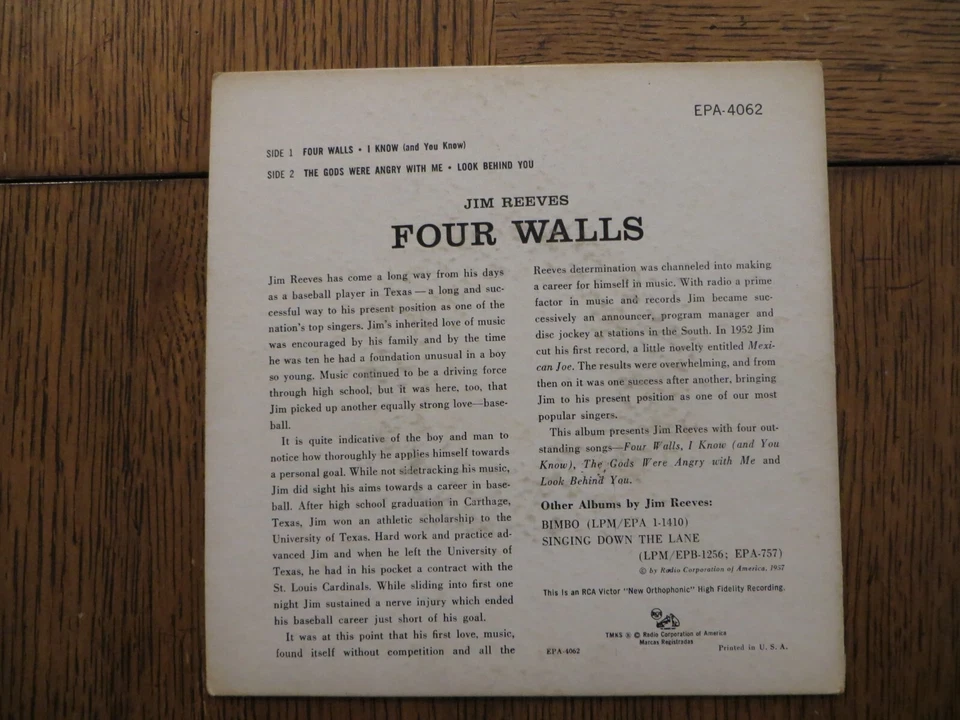 EPA-4062
SIDE 1 FOUR WALLS • I KNOW (and You Know)
SIDE 2 THE GODS WERE ANGRY WITH ME • LOOK BEHIND YOU
JIM REEVES
FOUR WALLS
Jim Reeves has come a long way from his days
as a baseball player in Texas — a long and suc-
cessful way to his present position as one of the
nation's top singers. Jim's inherited love of music
was encouraged by his family and by the time
he was ten he had a foundation unusual in a boy
so young. Music continued to be a driving force
through high school, but it was here, too, that
Jim picked up another equally strong love—base-
ball.
It is quite indicative of the boy and man to
notice how thoroughly he applies himself towards
a personal goal. While not sidetracking his music,
Jim did sight his aims towards a career in base-
ball. After high school graduation in Carthage,
Texas, Jim won an athletic scholarship to the
University of Texas. Hard work and practice ad-
vanced Jim and when he left the University of
Texas, he had in his pocket a contract with the
St. Louis Cardinals. While sliding into first one
night Jim sustained a nerve injury which ended
his baseball career just short of his goal.
It was at this point that his first love, music,
found itself without competition and all the
Reeves determination was channeled into making
a career for himself in music. With radio a prime
factor in music and records Jim became suc-
cessively an announcer, program manager and
disc jockey at stations in the South. In 1952 Jim
cut his first record, a little novelty entitled Mexi-
can Joe. The results were overwhelming, and from
then on it was one success after another, bringing
Jim to his present position as one of our most
popular singers.
This album presents Jim Reeves with four out-
standing songs—Four Walls, I Know (and You
Know), The Gods Were Angry with Me and
Look Behind You.
Other Albums by Jim Reeves:
BIMBO (LPM/EPA 1-1410)
SINGING DOWN THE LANE
(LPM/EPB-1256; EPA-757)
© by Radio Corporation of America, 1957
This Is an RCA Victor "New Orthophonic" High Fidelity Recording.
TMKS ® © Radio Corporation of America
Marcas Registradas
EPA-4062
Printed in U. S. A.